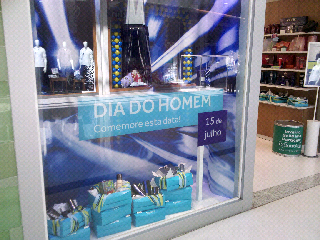 DIA DO HOMEM
Comemore esta data!
15 de
julho